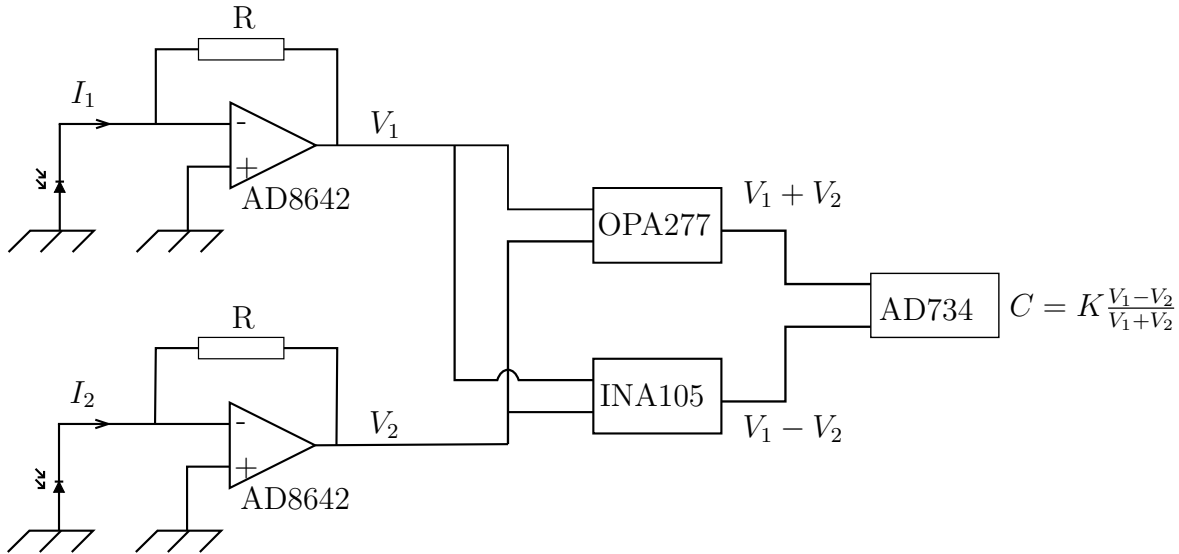 R
I₁
-
+
AD8642
V₁
OPA277
V₁ + V₂
AD734
C = K (V₁−V₂)/(V₁+V₂)
R
I₂
-
+
AD8642
V₂
INA105
V₁ − V₂